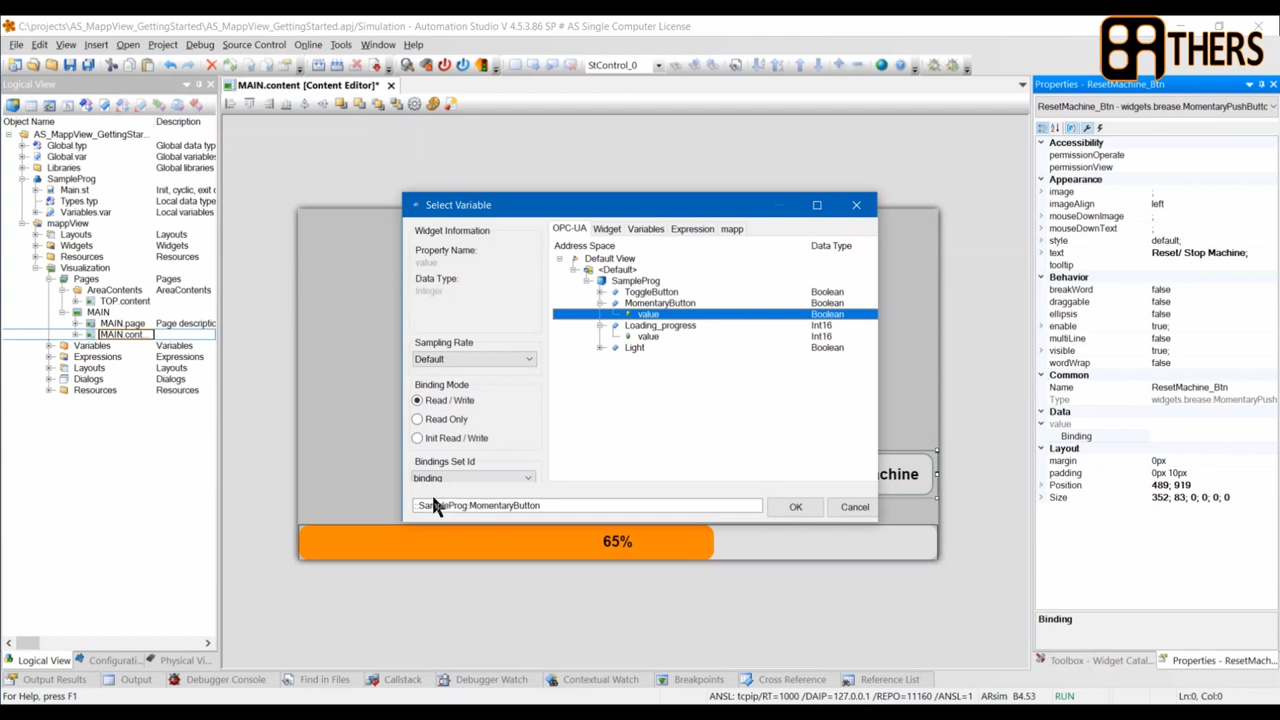 C:\projects\AS_MappView_GettingStarted\AS_MappView_GettingStarted.apj/Simulation - Automation Studio V 4.5.3.86 SP # AS Single Computer License
88THERS
File Edit View Insert Open Project Debug Source Control Online Tools Window Help
StControl_0
Logical View
MAIN.content [Content Editor]*
Properties - ResetMachine_Btn
Object Name Description
AS_MappView_GettingStar...
Global.typ Global data typ
Global.var Global variables
Libraries Global libraries
SampleProg
Main.st Init, cyclic, exit c
Types.typ Local data type
Variables.var Local variables
mappView
Layouts Layouts
Widgets Widgets
Resources Resources
Visualization
Pages Pages
AreaContents AreaContents
TOP.content
MAIN
MAIN.page Page descriptio
MAIN.cont...
Variables Variables
Expressions Expressions
Layouts Layouts
Dialogs Dialogs
Resources Resources
Select Variable
Widget Information
Property Name:
value
Data Type:
Integer
Sampling Rate
Default
Binding Mode
Read / Write
Read Only
Init Read / Write
Bindings Set Id
binding
OPC-UA Widget Variables Expression mapp
Address Space Data Type
Default View
<Default>
SampleProg
ToggleButton Boolean
MomentaryButton Boolean
value Boolean
Loading_progress Int16
value Int16
Light Boolean
::SampleProg:MomentaryButton
OK Cancel
achine
65%
ResetMachine_Btn - widgets.brease.MomentaryPushButtc
Accessibility
permissionOperate
permissionView
Appearance
image ;
imageAlign left
mouseDownImage ;
mouseDownText ;
style default;
text Reset/ Stop Machine;
tooltip
Behavior
breakWord false
draggable false
ellipsis false
enable true;
multiLine false
visible true;
wordWrap false
Common
Name ResetMachine_Btn
Type widgets.brease.MomentaryPush
Data
value
Binding
Layout
margin 0px
padding 0px 10px
Position 489; 919
Size 352; 83; 0; 0; 0; 0
Binding
Logical View Configurati... Physical Vi...
Toolbox - Widget Catal... Properties - ResetMach...
Output Results Output Debugger Console Find in Files Callstack Debugger Watch Contextual Watch Breakpoints Cross Reference Reference List
For Help, press F1
ANSL: tcpip/RT=1000 /DAIP=127.0.0.1 /REPO=11160 /ANSL=1 ARsim B4.53 RUN Ln:0, Col:0